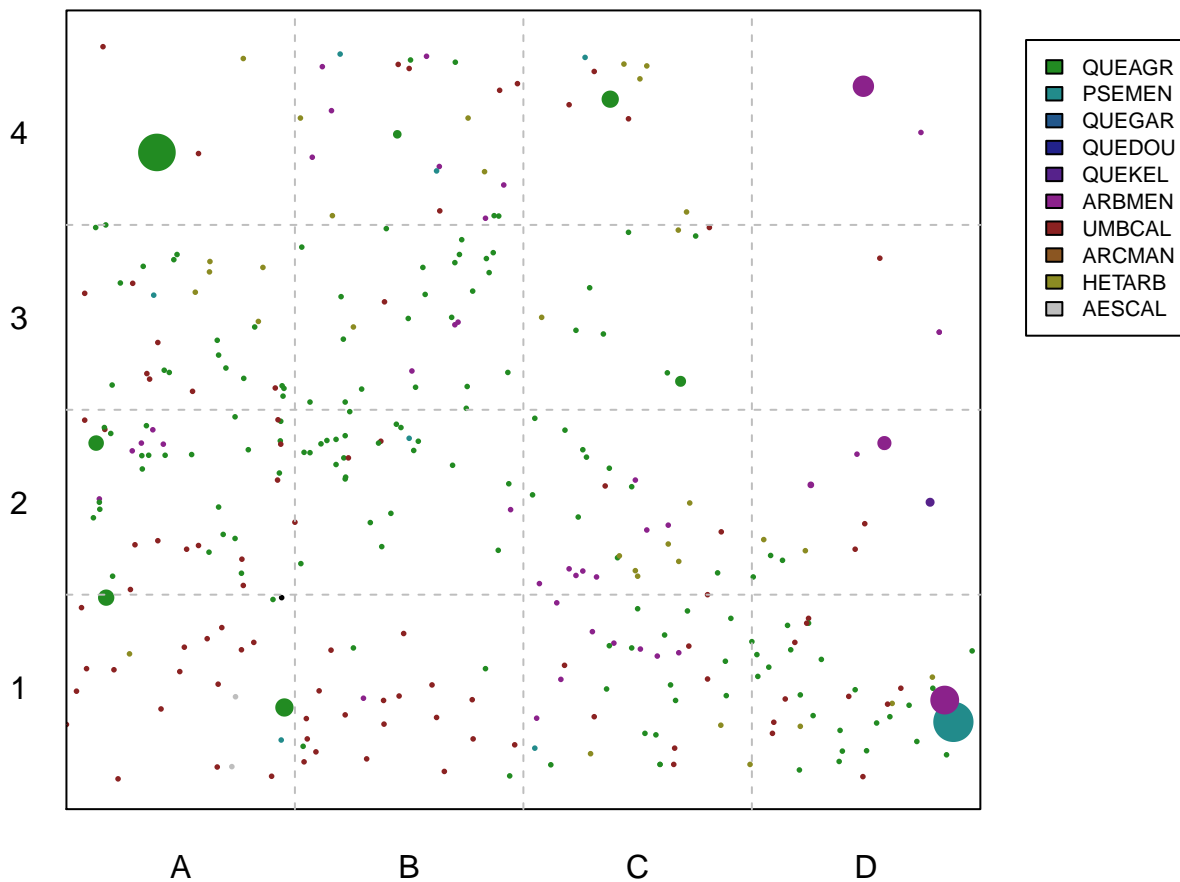 4
3
2
1
A
B
C
D
QUEAGR
PSEMEN
QUEGAR
QUEDOU
QUEKEL
ARBMEN
UMBCAL
ARCMAN
HETARB
AESCAL